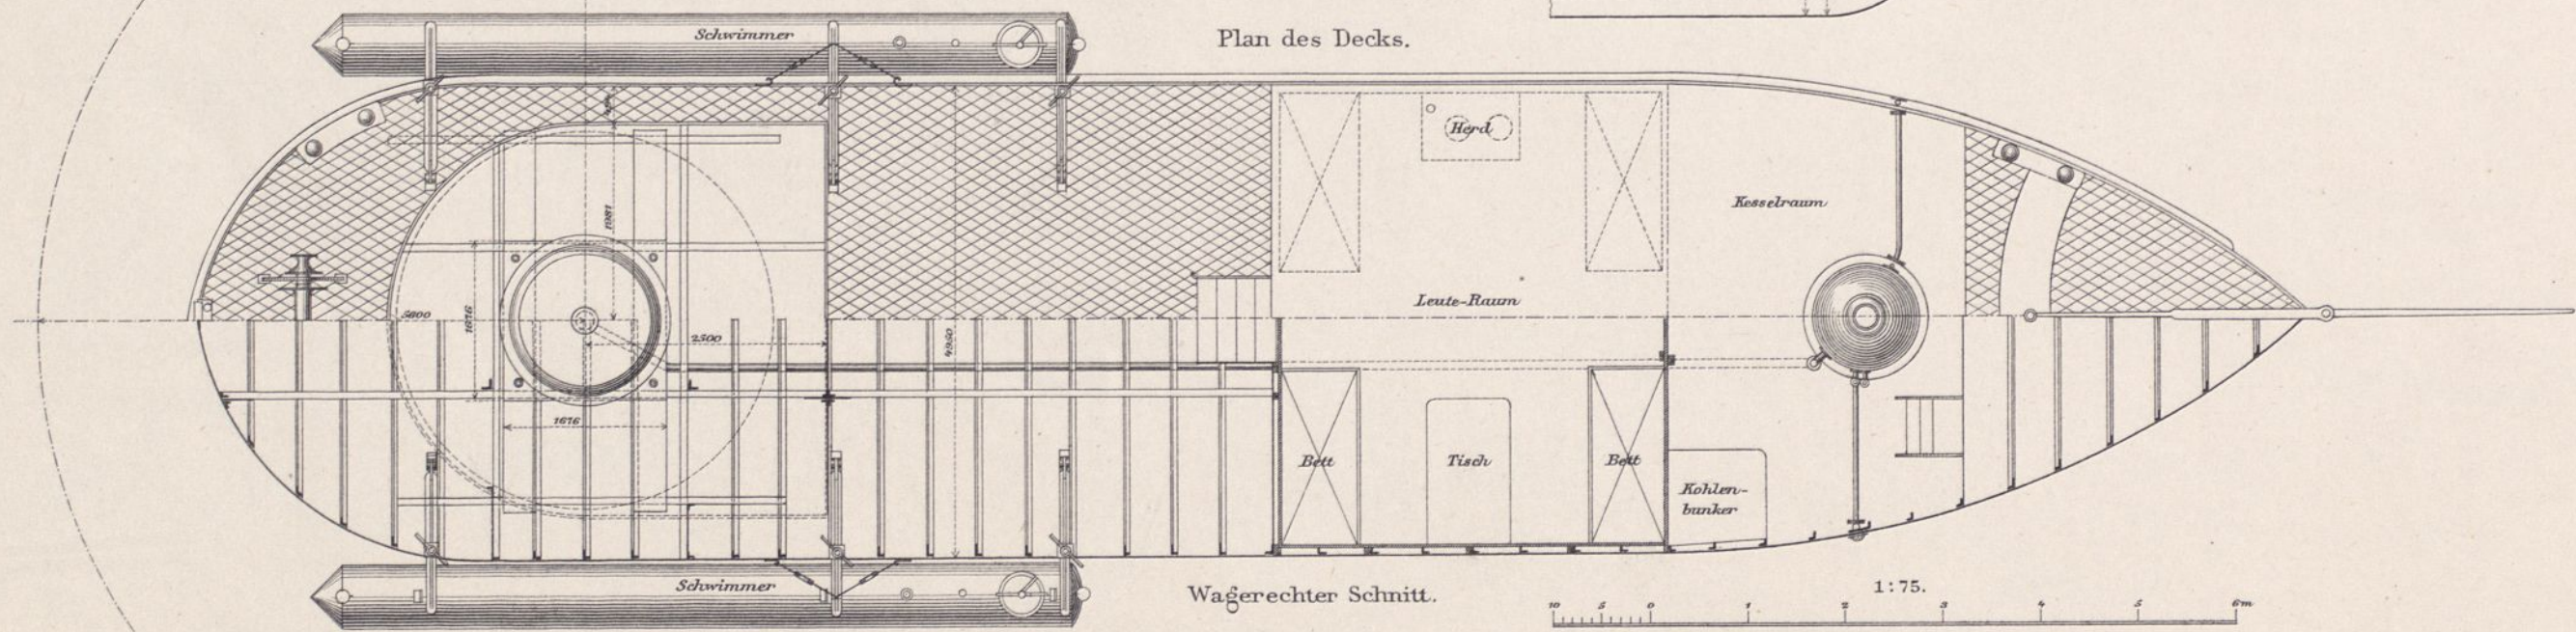 Schwimmer
Plan des Decks.
Herd
1981
Kesselraum
Leute-Raum
5600
1676
2500
4950
1676
Bett
Tisch
Bett
Kohlen-
bunker
Schwimmer
Wagerechter Schnitt.
1:75.
10 5 0 1 2 3 4 5 6m